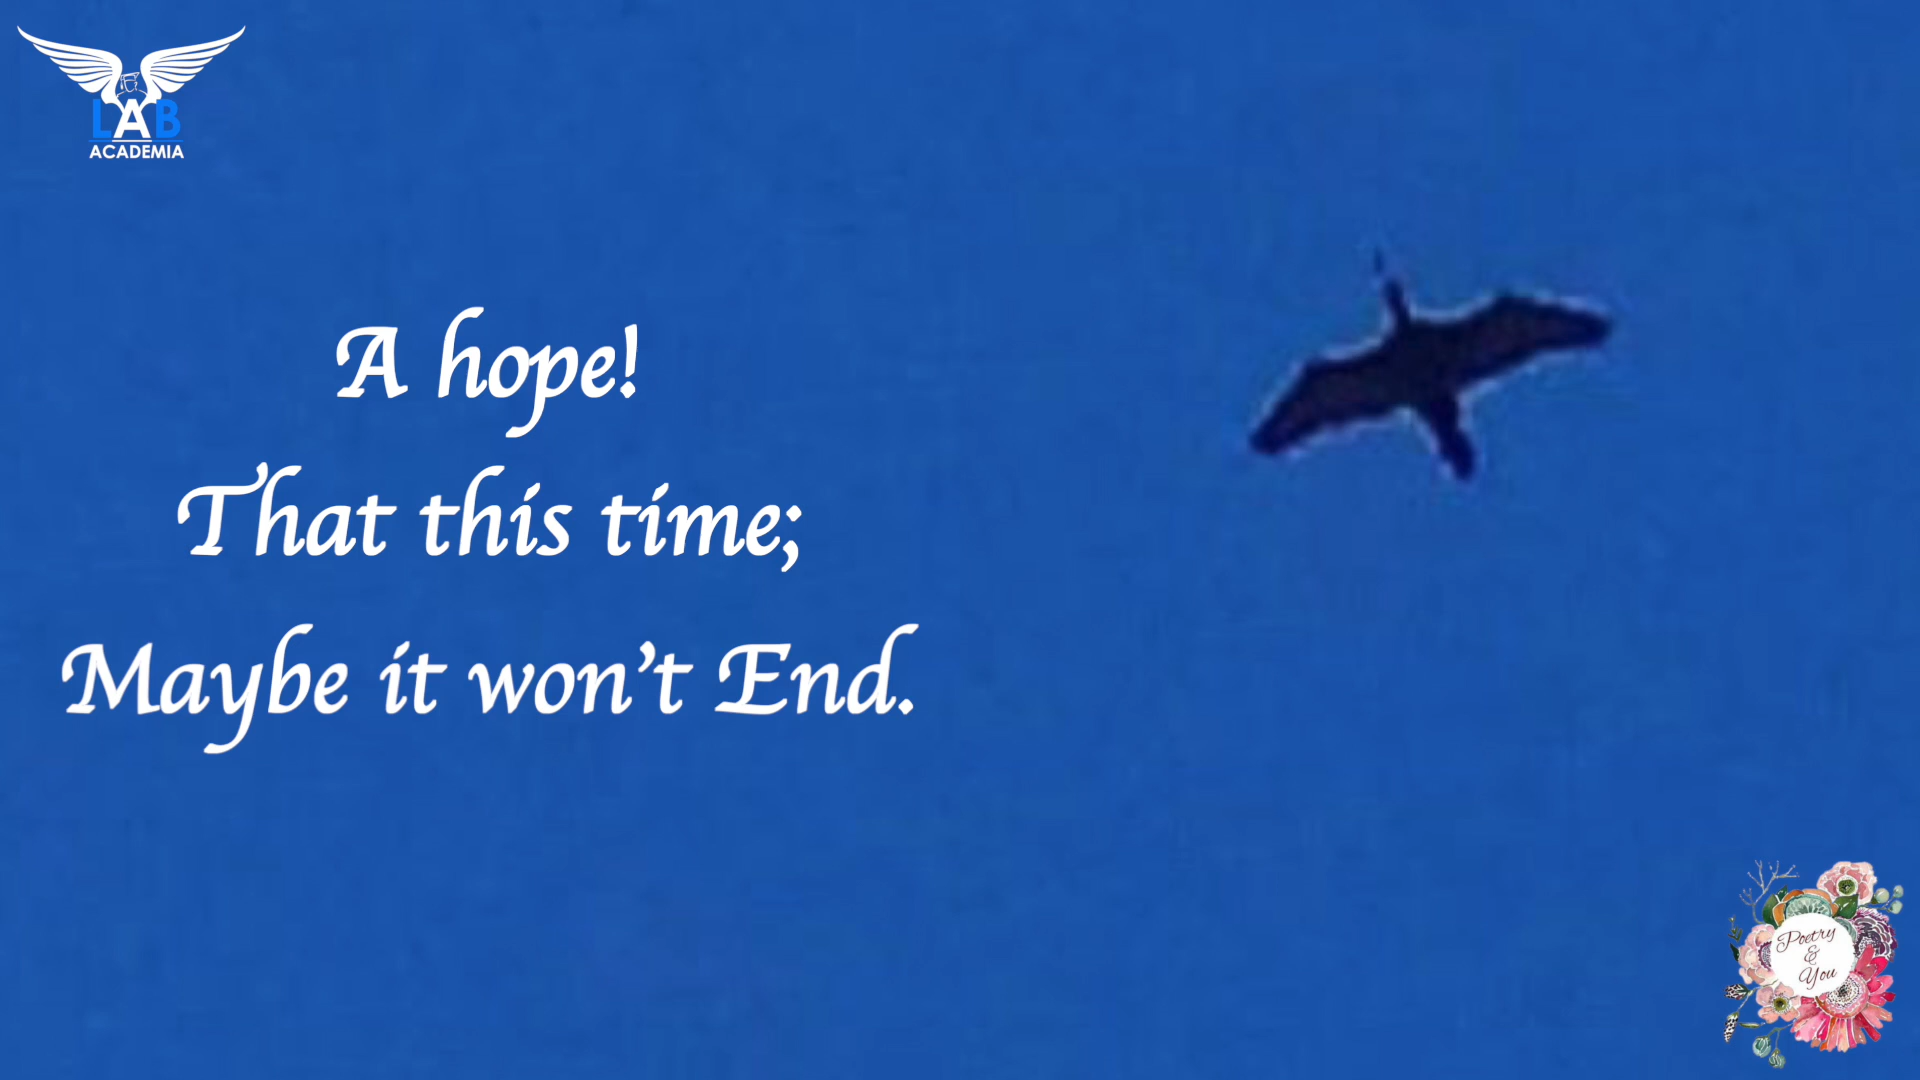 LAB
ACADEMIA
A hope!
That this time;
Maybe it won't End.
Poetry
&
You